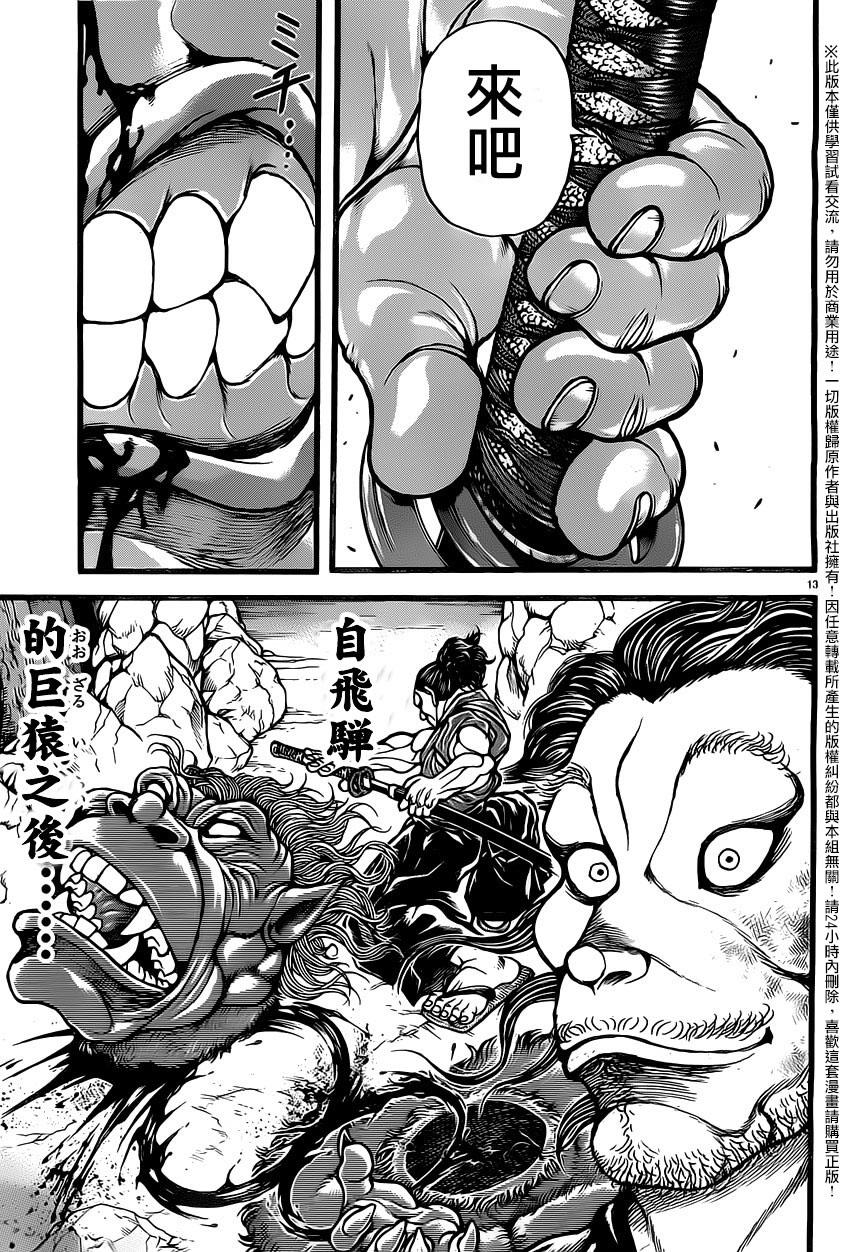 來吧
ミチ…
13
自飛騨
的巨猿之後………
おおざる
い
※此版本僅供學習試看交流，請勿用於商業用途！一切版權歸原作者與出版社擁有！因任意轉載所產生的版權糾紛都與本組無關！請24小時內刪除，喜歡這套漫畫請購買正版！